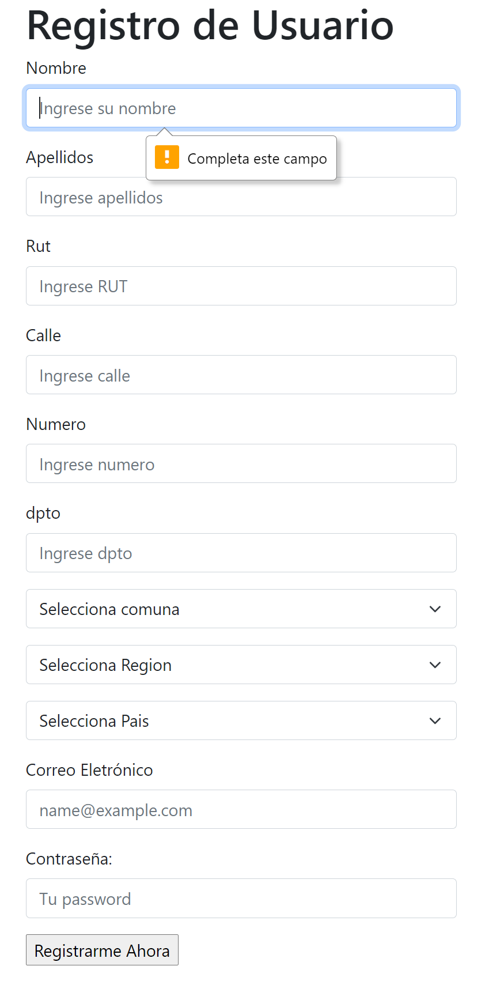 Registro de Usuario
Nombre
Ingrese su nombre
Completa este campo
Apellidos
Ingrese apellidos
Rut
Ingrese RUT
Calle
Ingrese calle
Numero
Ingrese numero
dpto
Ingrese dpto
Selecciona comuna
Selecciona Region
Selecciona Pais
Correo Eletrónico
name@example.com
Contraseña:
Tu password
Registrarme Ahora